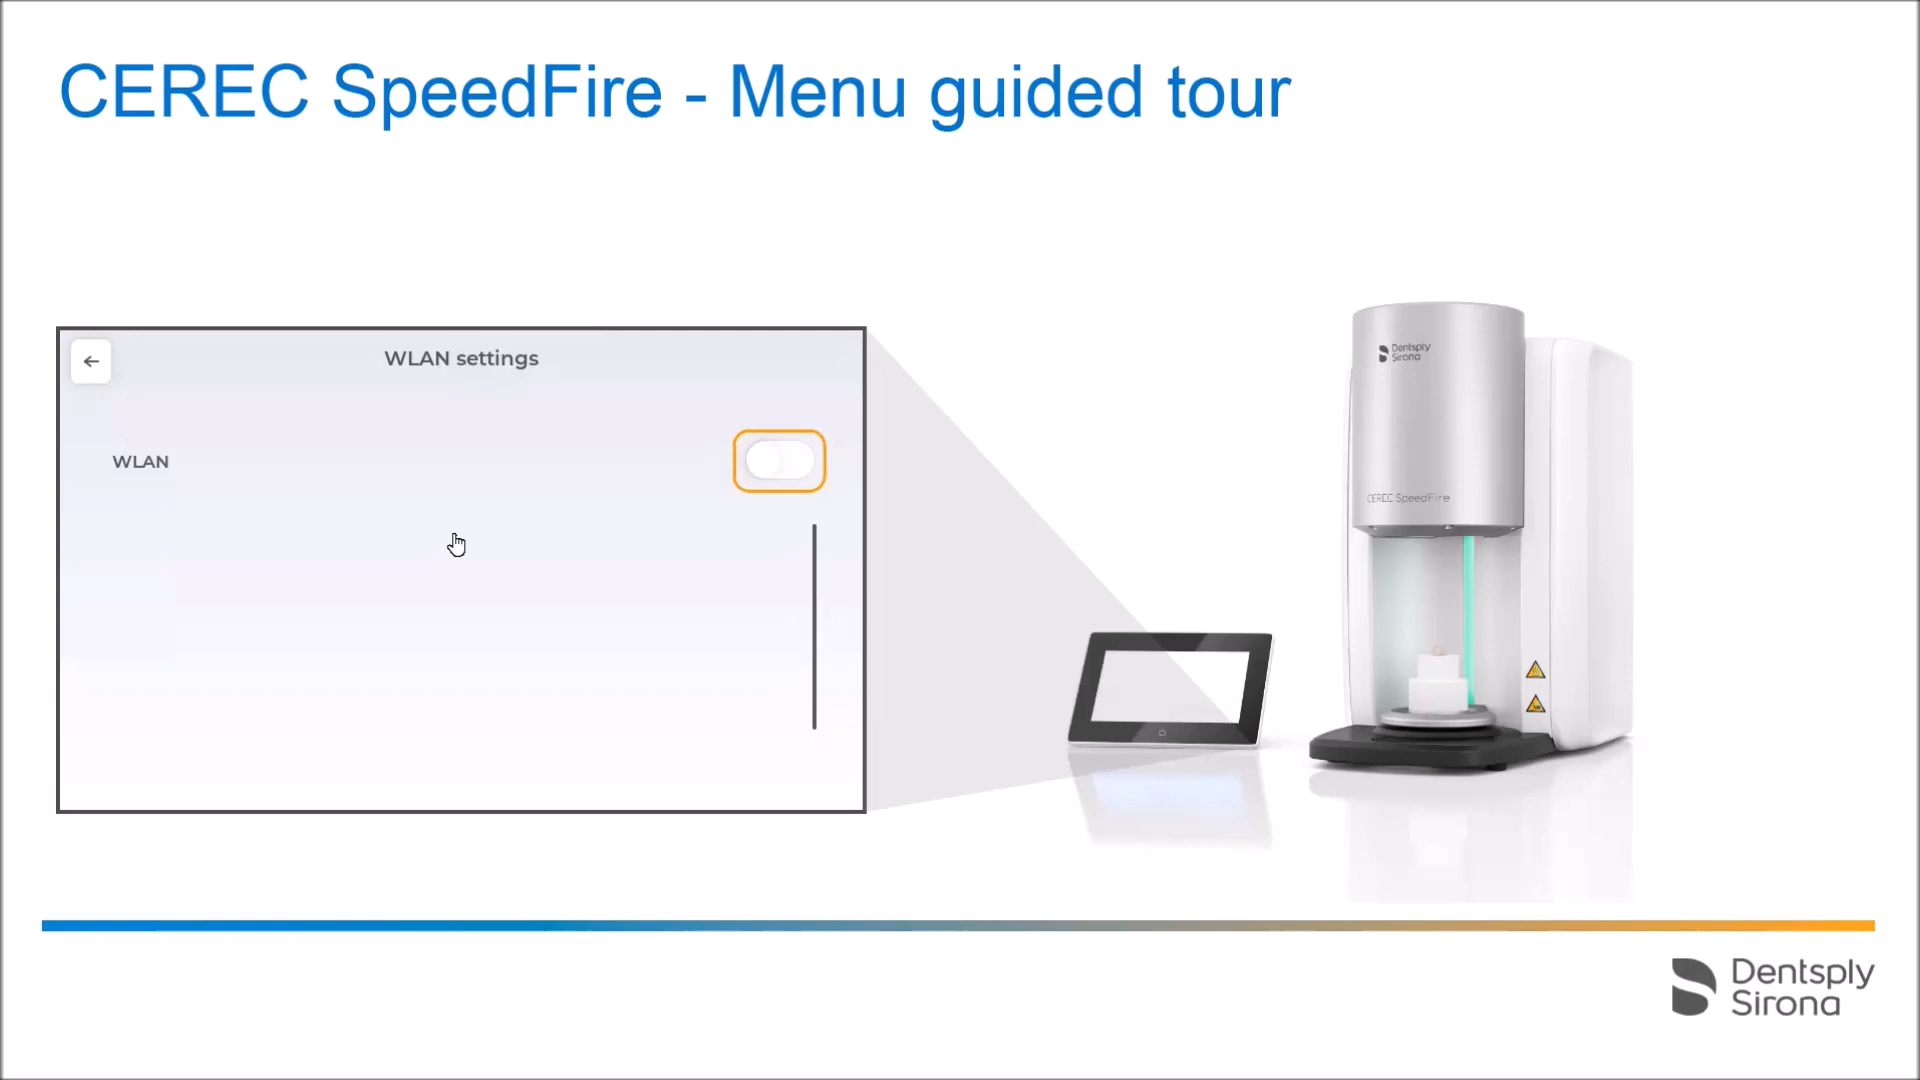 CEREC SpeedFire - Menu guided tour
WLAN settings
WLAN
Dentsply
Sirona
CEREC SpeedFire
Dentsply
Sirona